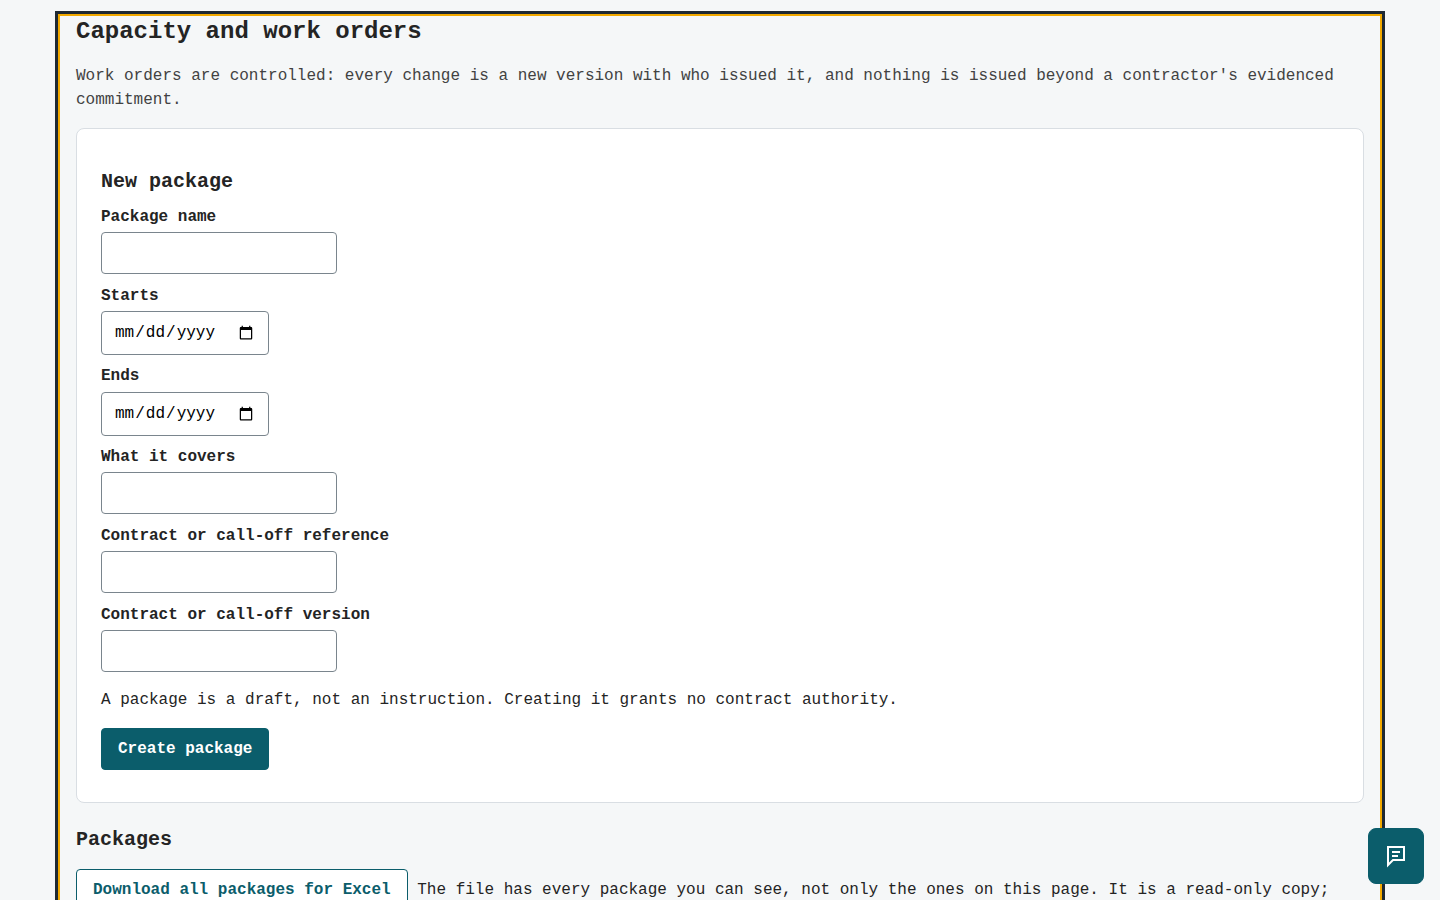 Capacity and work orders
Work orders are controlled: every change is a new version with who issued it, and nothing is issued beyond a contractor's evidenced
commitment.
New package
Package name
Starts
mm/dd/yyyy
Ends
mm/dd/yyyy
What it covers
Contract or call-off reference
Contract or call-off version
A package is a draft, not an instruction. Creating it grants no contract authority.
Create package
Packages
Download all packages for Excel The file has every package you can see, not only the ones on this page. It is a read-only copy;